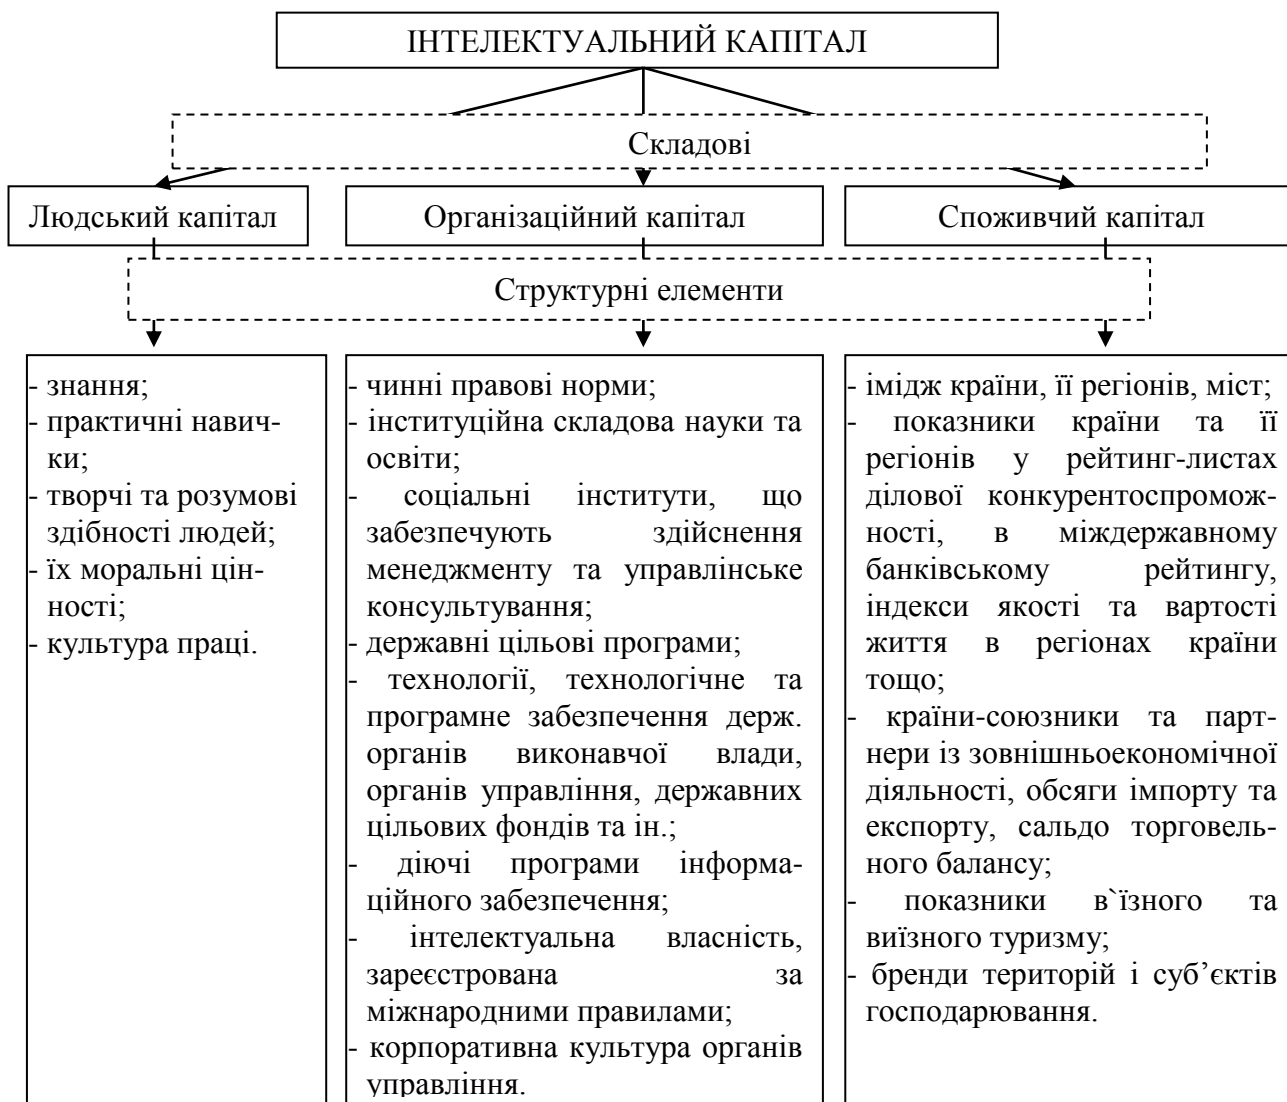 ІНТЕЛЕКТУАЛЬНИЙ КАПІТАЛ
Складові
Людський капітал
Організаційний капітал
Споживчий капітал
Структурні елементи
- знання;
- практичні навич-
ки;
- творчі та розумові
здібності людей;
- їх моральні цін-
ності;
- культура праці.
- чинні правові норми;
- інституційна складова науки та
освіти;
- соціальні інститути, що
забезпечують здійснення
менеджменту та управлінське
консультування;
- державні цільові програми;
- технології, технологічне та
програмне забезпечення держ.
органів виконавчої влади,
органів управління, державних
цільових фондів та ін.;
- діючі програми інформа-
ційного забезпечення;
- інтелектуальна власність,
зареєстрована за
міжнародними правилами;
- корпоративна культура органів
управління.
- імідж країни, її регіонів, міст;
- показники країни та її
регіонів у рейтинг-листах
ділової конкурентоспромож-
ності, в міждержавному
банківському рейтингу,
індекси якості та вартості
життя в регіонах країни
тощо;
- країни-союзники та парт-
нери із зовнішньоекономічної
діяльності, обсяги імпорту та
експорту, сальдо торговель-
ного балансу;
- показники в`їзного та
виїзного туризму;
- бренди територій і суб’єктів
господарювання.